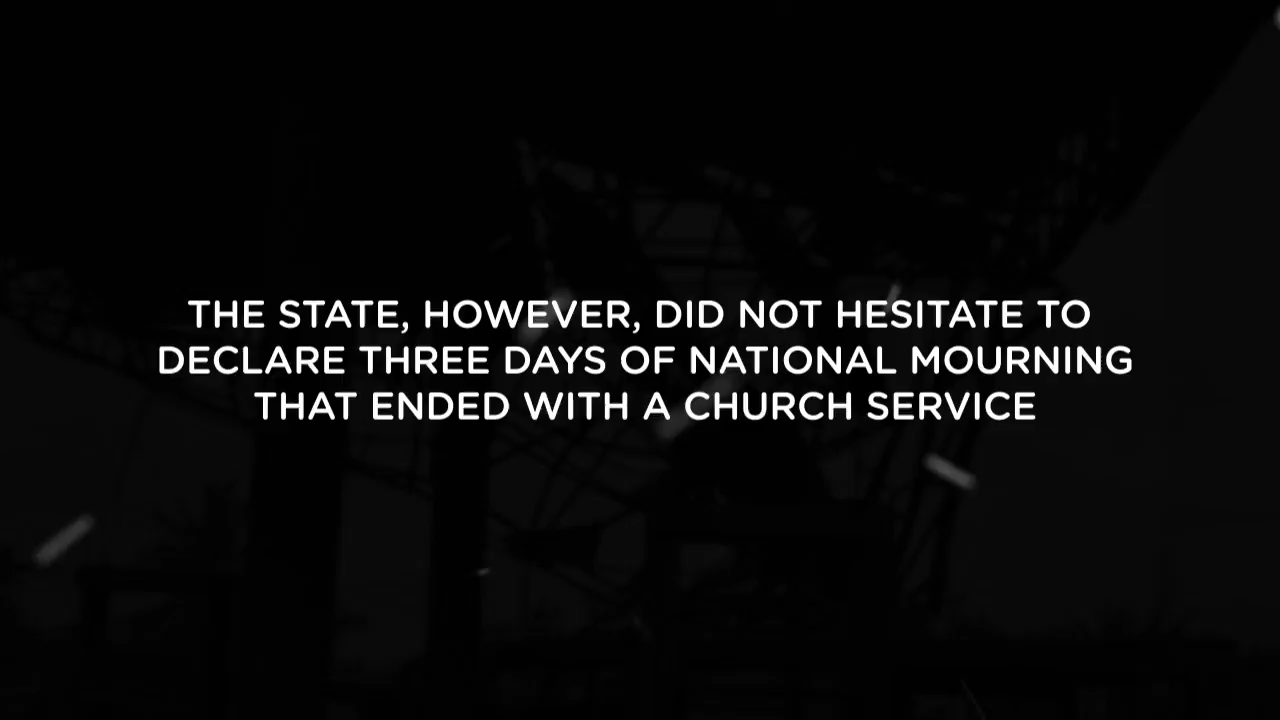 THE STATE, HOWEVER, DID NOT HESITATE TO
DECLARE THREE DAYS OF NATIONAL MOURNING
THAT ENDED WITH A CHURCH SERVICE